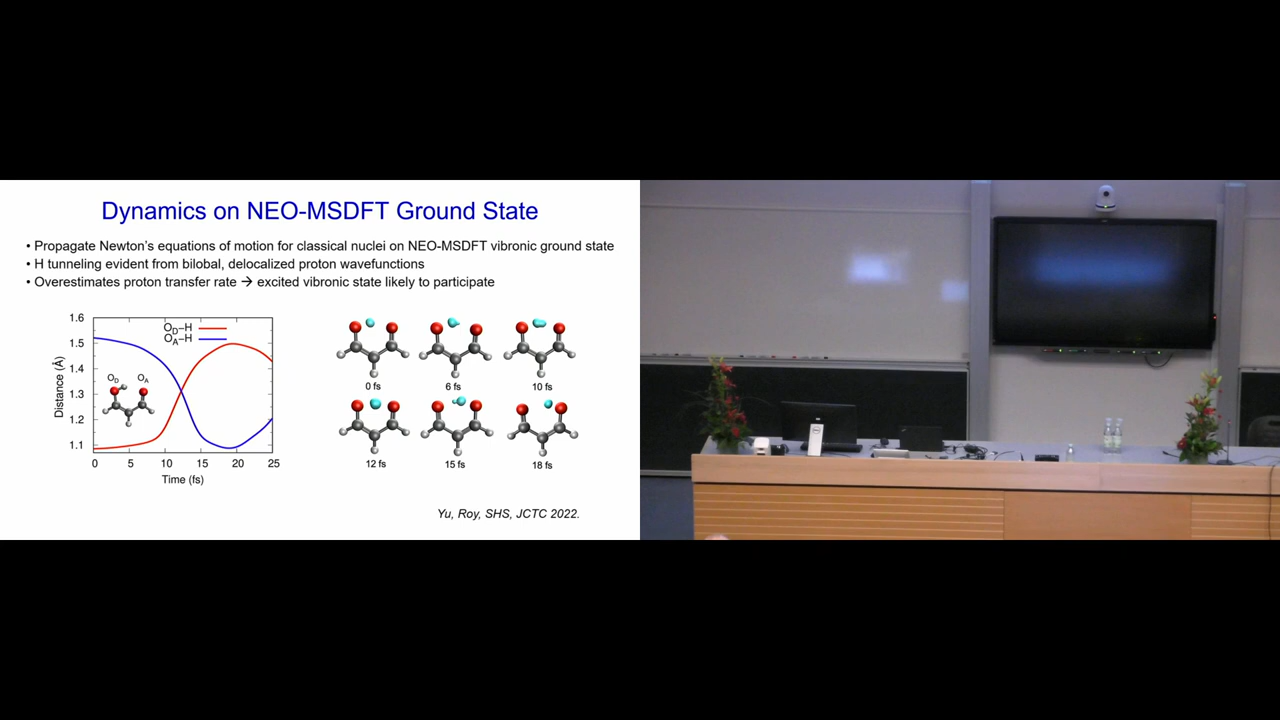 Dynamics on NEO-MSDFT Ground State
• Propagate Newton's equations of motion for classical nuclei on NEO-MSDFT vibronic ground state
• H tunneling evident from bilobal, delocalized proton wavefunctions
• Overestimates proton transfer rate → excited vibronic state likely to participate
1.6
1.5
1.4
1.3
1.2
1.1
Distance (Å)
O_D–H
O_A–H
O_D O_A
0 5 10 15 20 25
Time (fs)
0 fs 6 fs 10 fs
12 fs 15 fs 18 fs
Yu, Roy, SHS, JCTC 2022.